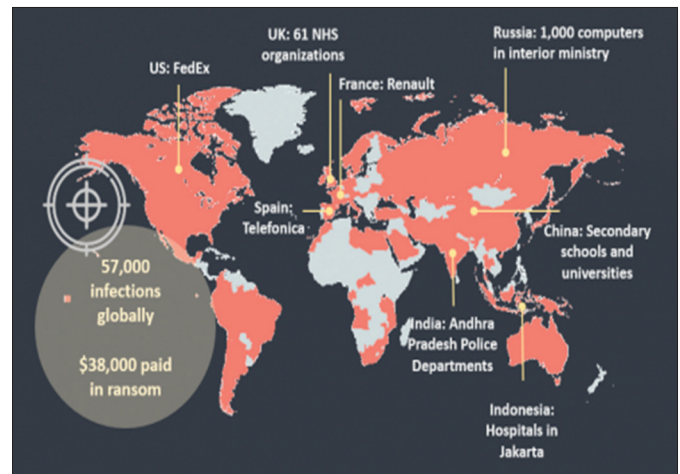 UK: 61 NHS
organizations
Russia: 1,000 computers
in interior ministry
US: FedEx
France: Renault
Spain:
Telefonica
China: Secondary
schools and
universities
57,000
infections
globally
$38,000 paid
in ransom
India: Andhra
Pradesh Police
Departments
Indonesia:
Hospitals in
Jakarta